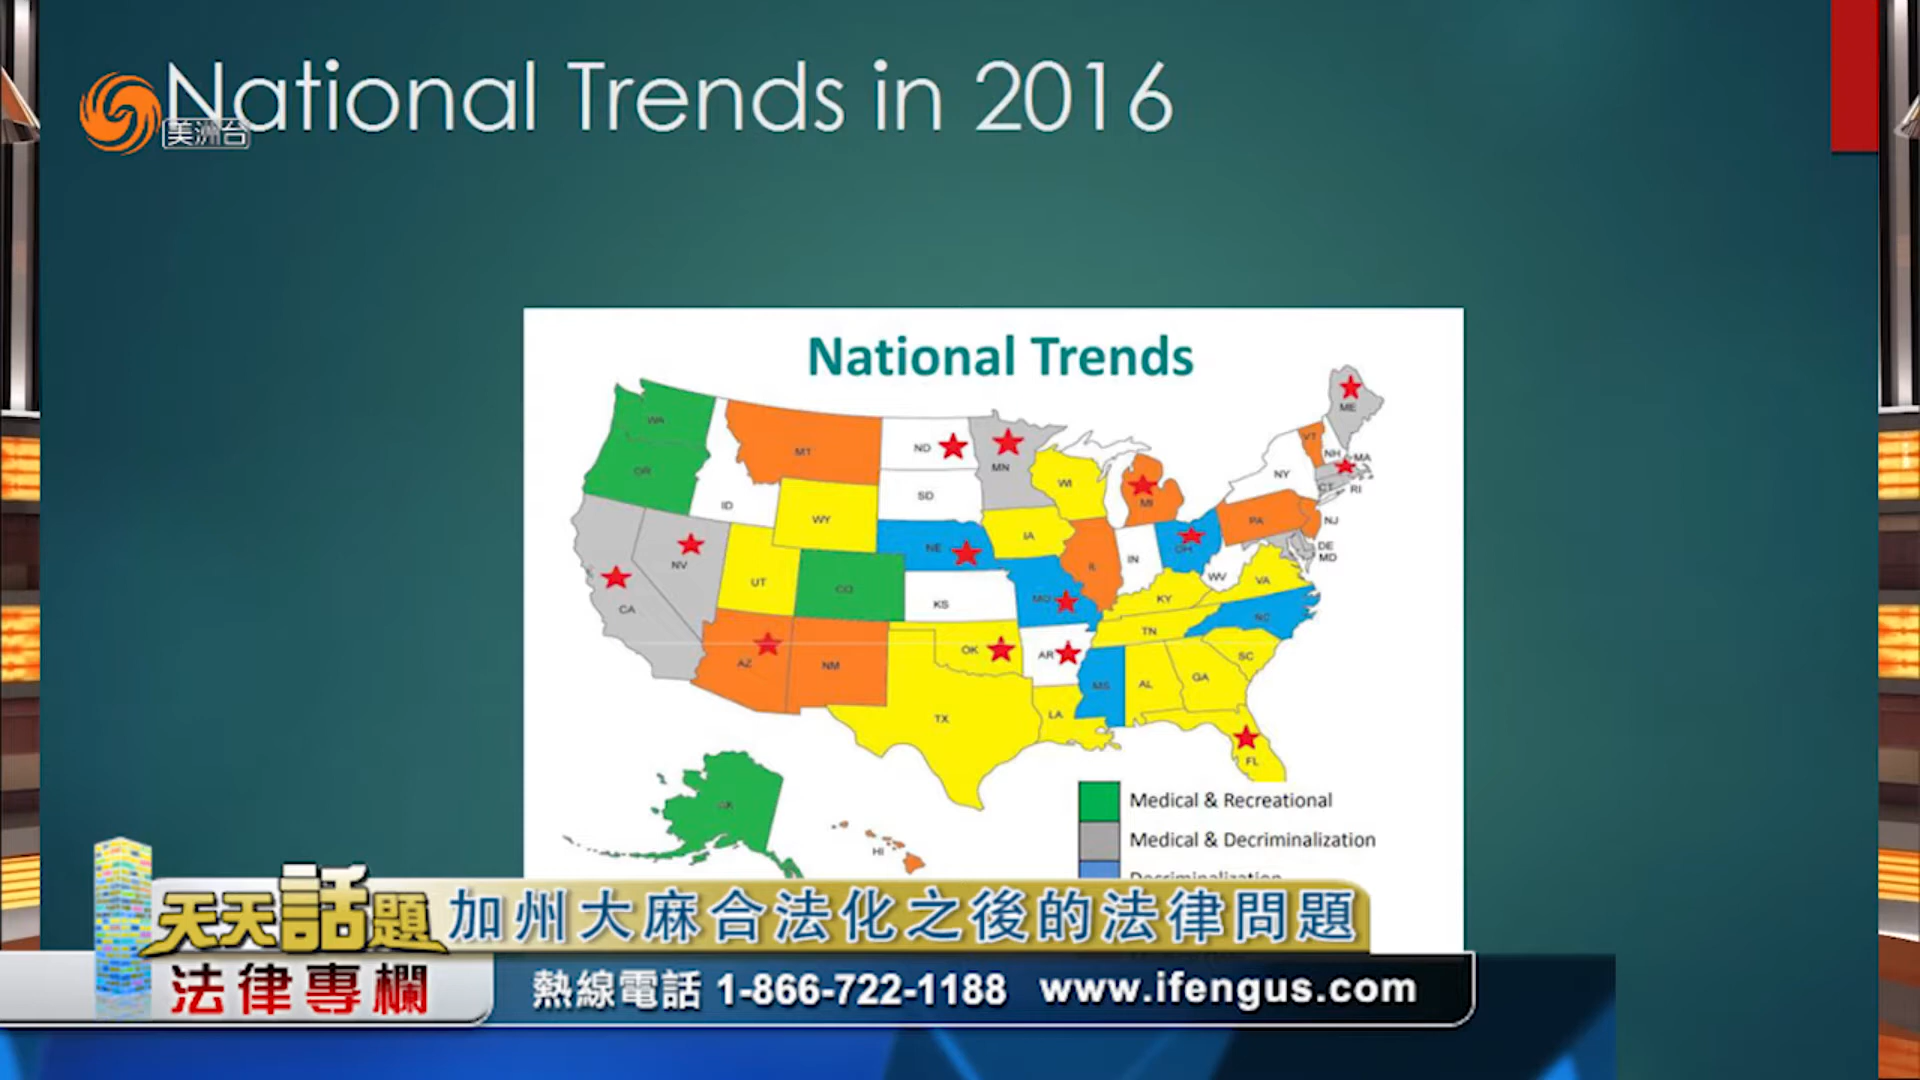 National Trends in 2016
美洲台
National Trends
WA
OR
CA
NV
ID
MT
WY
UT
CO
AZ
NM
ND
SD
NE
KS
OK
TX
MN
IA
MO
AR
LA
WI
IL
MI
IN
OH
KY
TN
MS
AL
GA
FL
SC
NC
VA
WV
PA
NY
VT
NH
MA
ME
CT
RI
NJ
DE
MD
AK
HI
Medical & Recreational
Medical & Decriminalization
Decriminalization
天天話題
加州大麻合法化之後的法律問題
法律專欄
熱線電話 1-866-722-1188 www.ifengus.com